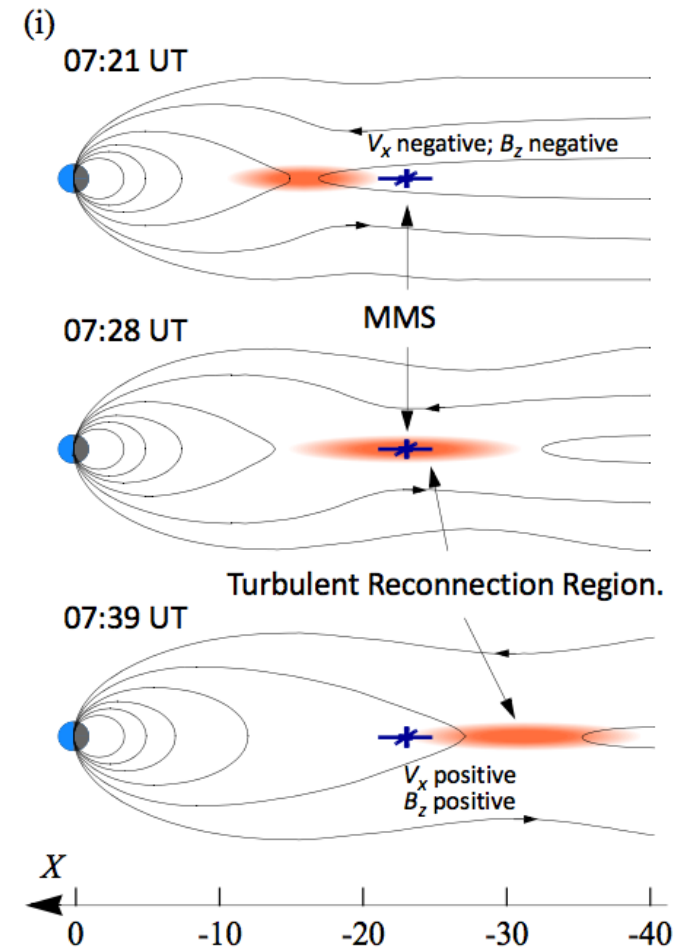 (i)
07:21 UT
Vx negative; Bz negative
MMS
07:28 UT
Turbulent Reconnection Region.
07:39 UT
Vx positive
Bz positive
X
0 -10 -20 -30 -40